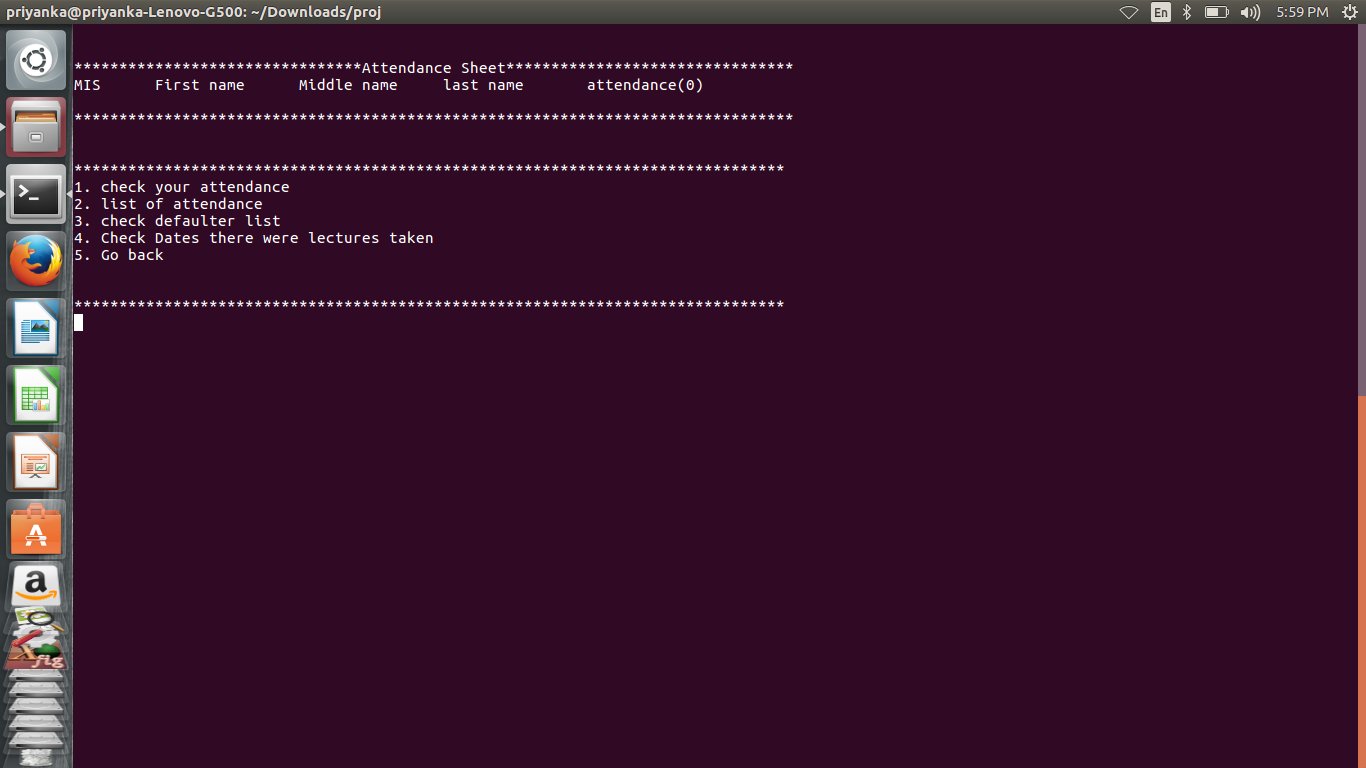 priyanka@priyanka-Lenovo-G500: ~/Downloads/proj
En
5:59 PM
********************************Attendance Sheet********************************
MIS      First name      Middle name     last name       attendance(0)
********************************************************************************
*******************************************************************************
1. check your attendance
2. list of attendance
3. check defaulter list
4. Check Dates there were lectures taken
5. Go back
*******************************************************************************
>_
A
a
fig